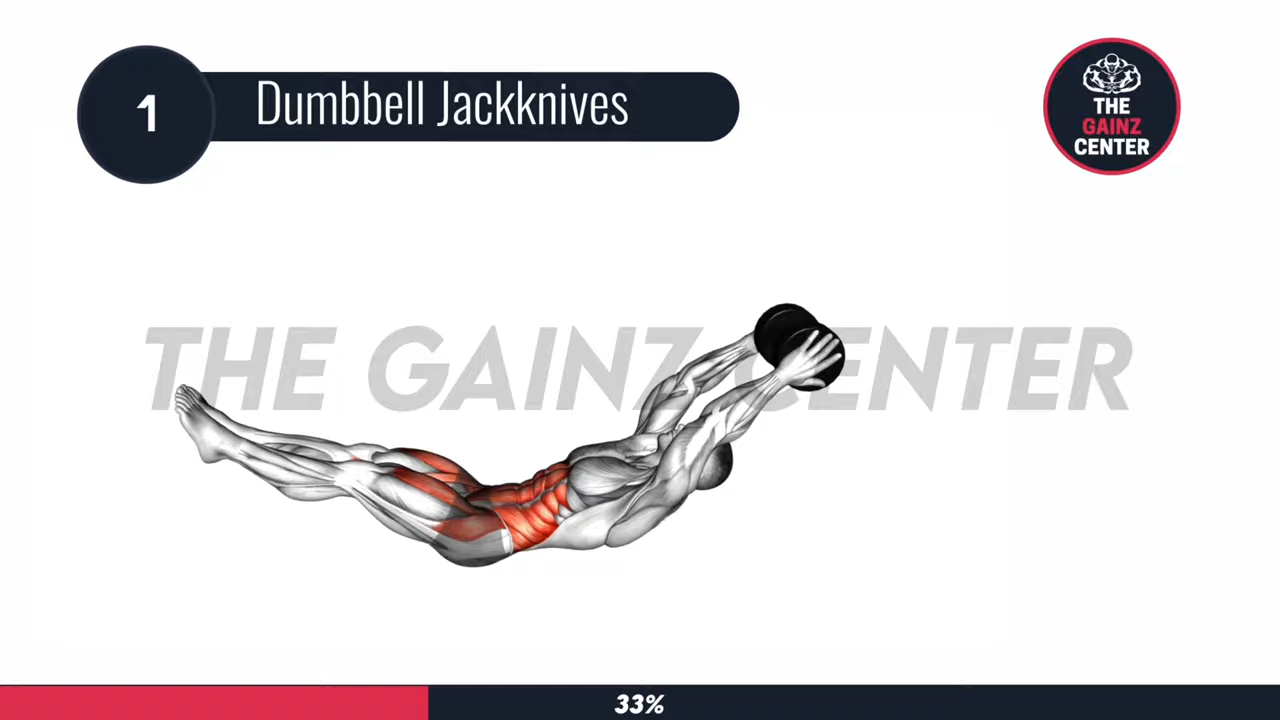 1
Dumbbell Jackknives
THE
GAINZ
CENTER
THE GAINZ CENTER
33%